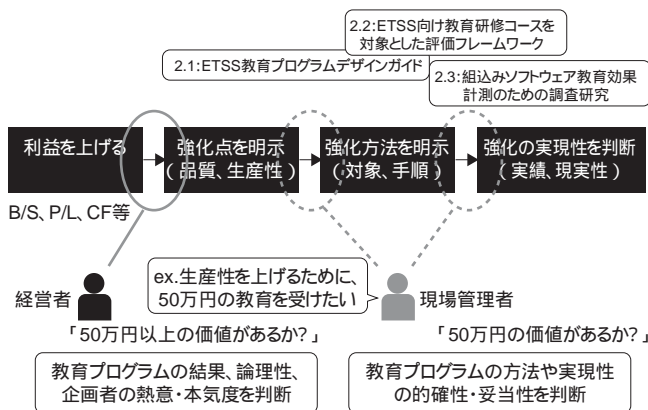 2.2:ETSS向け教育研修コースを
対象とした評価フレームワーク
2.1:ETSS教育プログラムデザインガイド
2.3:組込みソフトウェア教育効果
計測のための調査研究
利益を上げる
強化点を明示
(品質、生産性)
強化方法を明示
(対象、手順)
強化の実現性を判断
(実績、現実性)
B/S、P/L、CF等
経営者
ex.生産性を上げるために、
50万円の教育を受けたい
現場管理者
「50万円以上の価値があるか?」
「50万円の価値があるか?」
教育プログラムの結果、論理性、
企画者の熱意・本気度を判断
教育プログラムの方法や実現性
の的確性・妥当性を判断